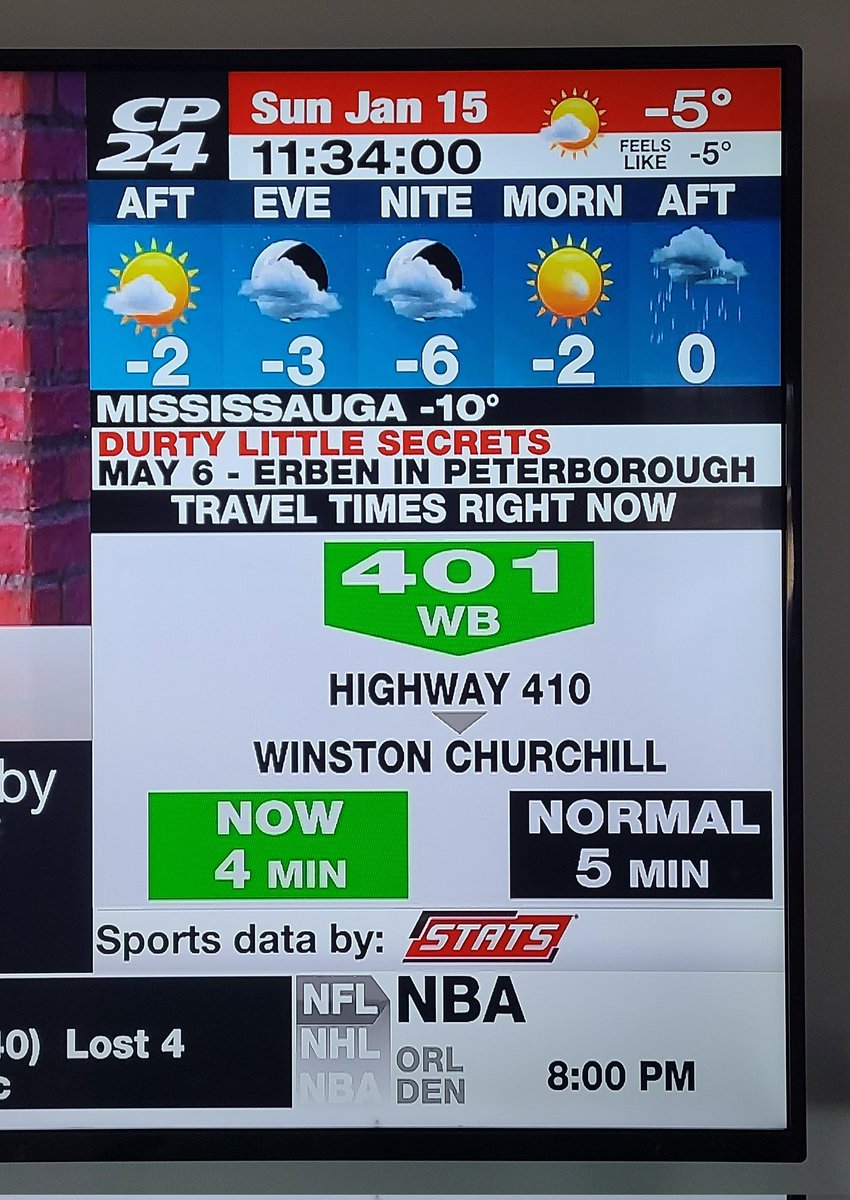 CP
24
Sun Jan 15
-5°
11:34:00
FEELS
LIKE -5°
AFT EVE NITE MORN AFT
-2 -3 -6 -2 0
MISSISSAUGA -10°
DURTY LITTLE SECRETS
MAY 6 - ERBEN IN PETERBOROUGH
TRAVEL TIMES RIGHT NOW
401
WB
HIGHWAY 410
WINSTON CHURCHILL
NOW
4 MIN
NORMAL
5 MIN
by
Sports data by: STATS
40) Lost 4
c
NFL
NHL
NBA
NBA
ORL
DEN
8:00 PM